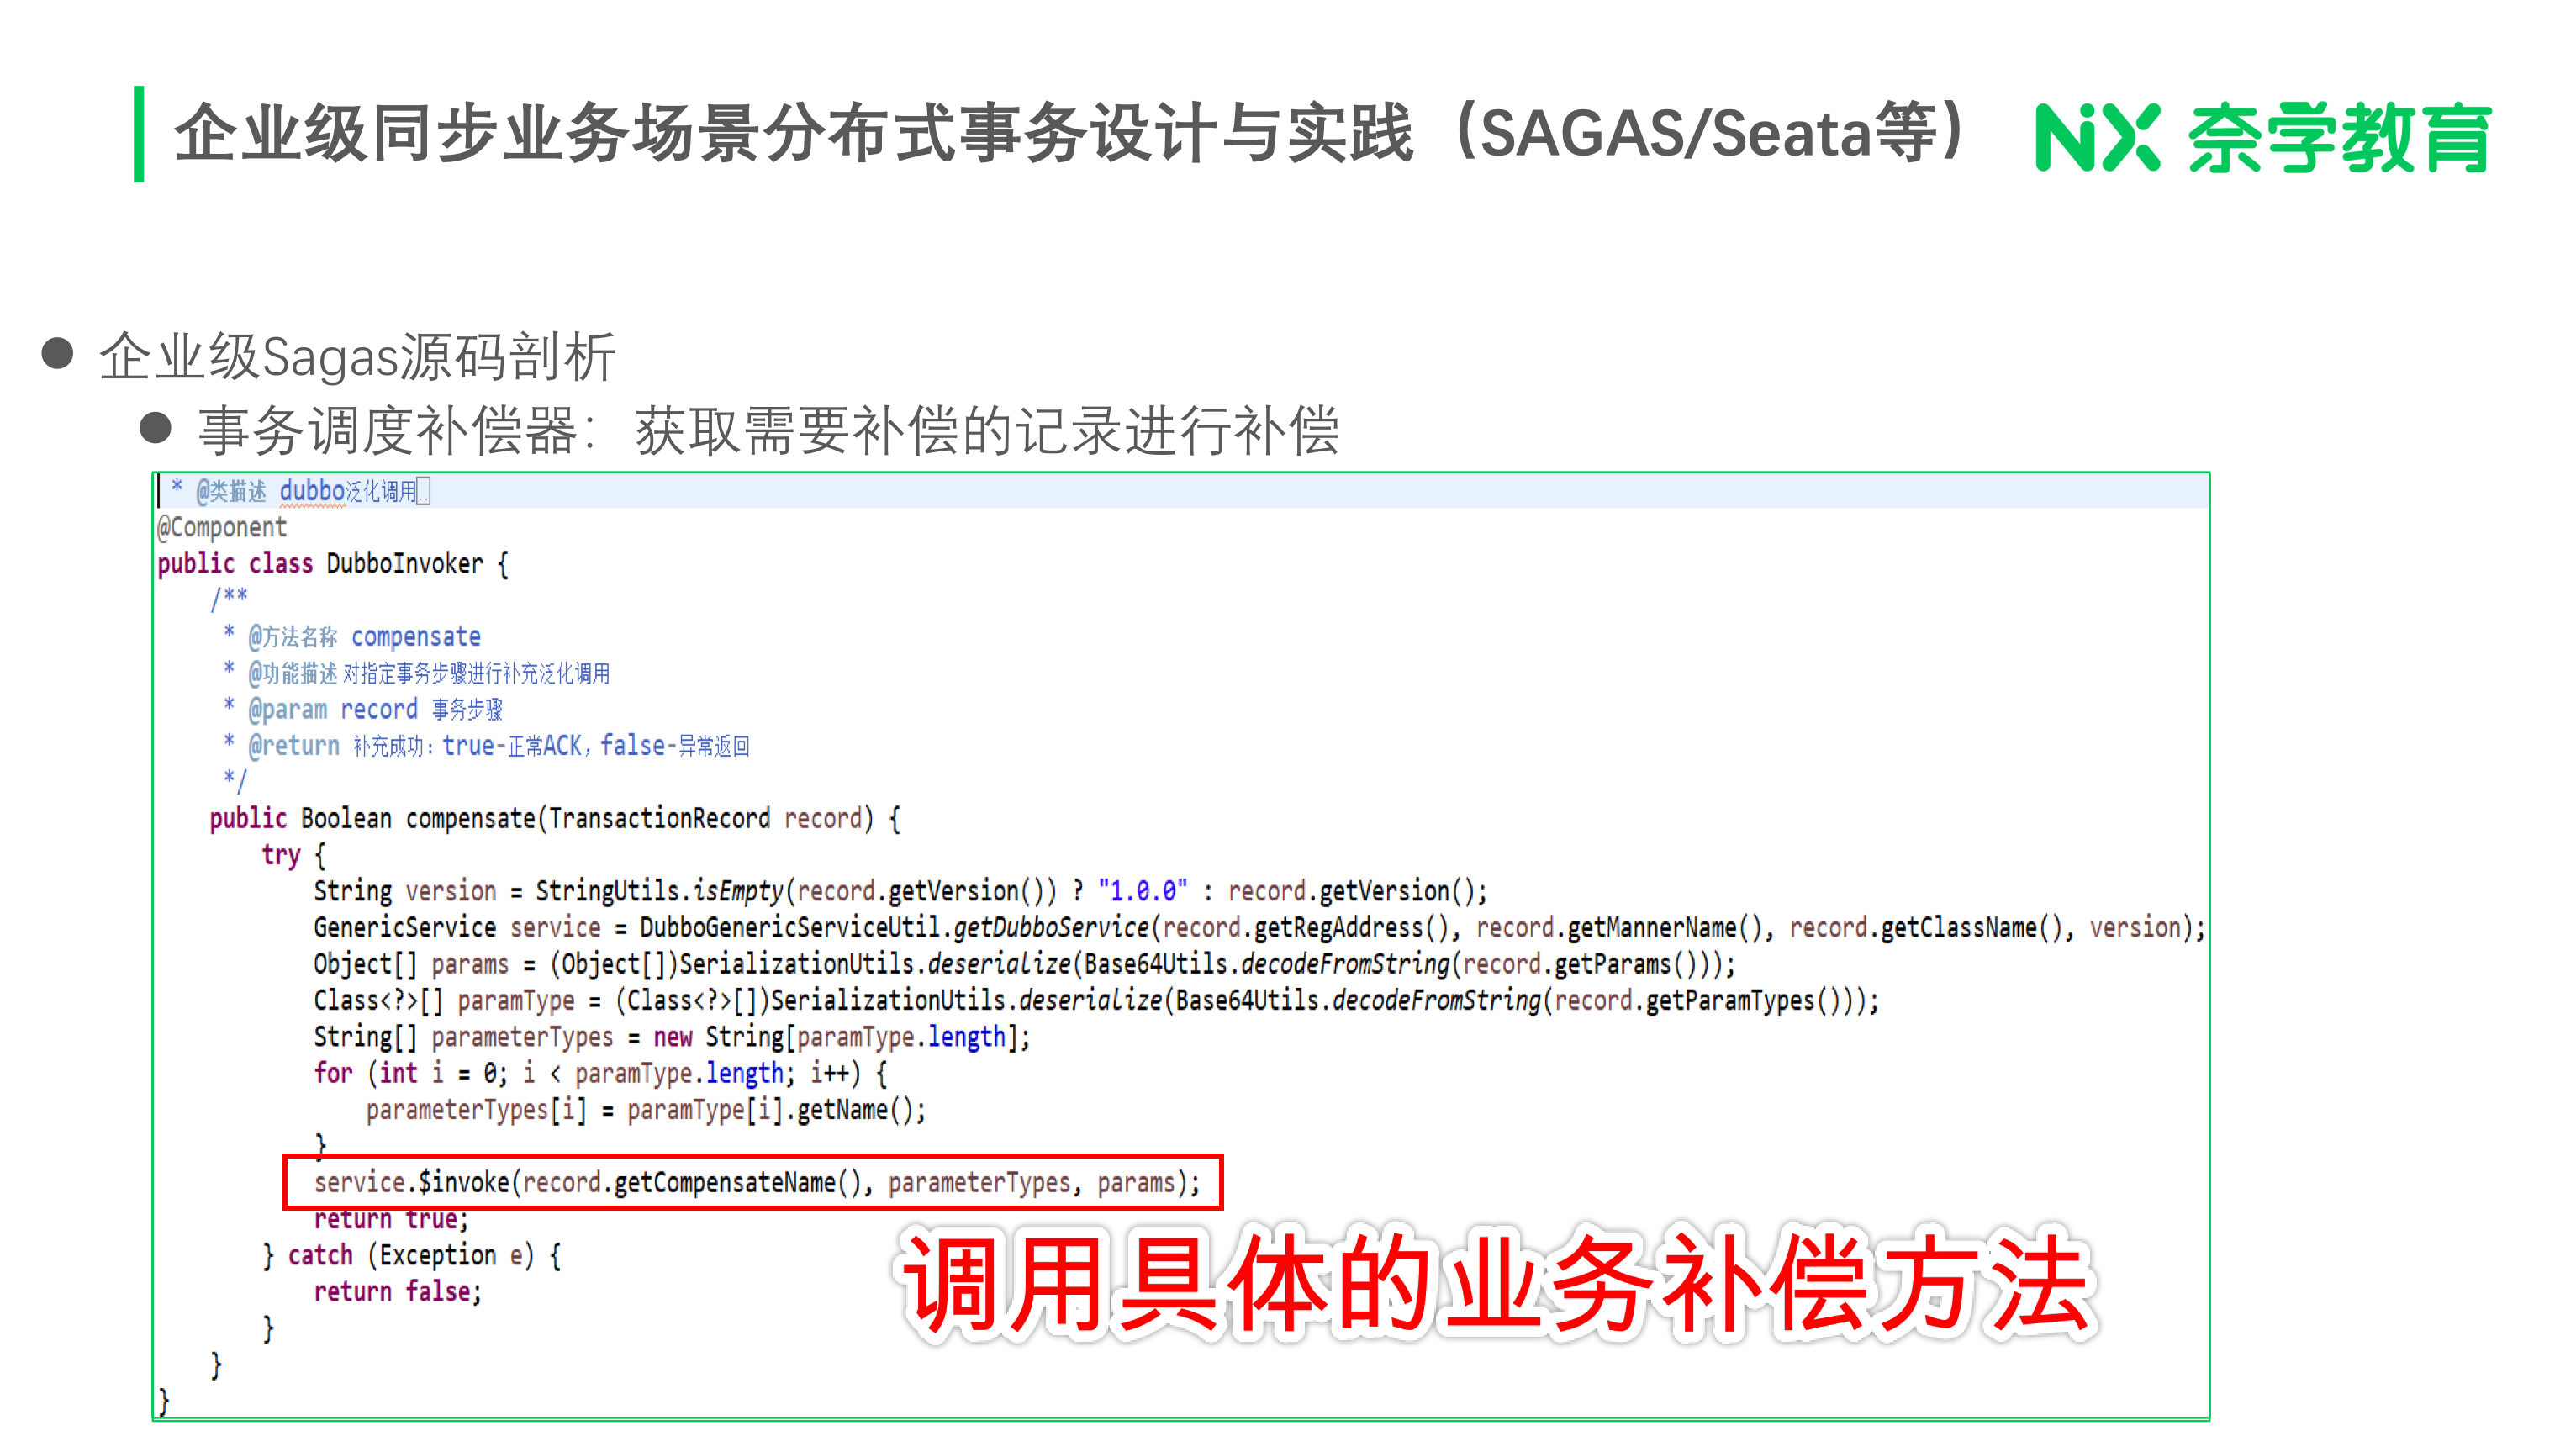 企业级同步业务场景分布式事务设计与实践（SAGAS/Seata等）
NiX 奈学教育
企业级Sagas源码剖析
事务调度补偿器：获取需要补偿的记录进行补偿
* @类描述 dubbo泛化调用..
@Component
public class DubboInvoker {
/**
* @方法名称 compensate
* @功能描述 对指定事务步骤进行补充泛化调用
* @param record 事务步骤
* @return 补充成功：true-正常ACK，false-异常返回
*/
public Boolean compensate(TransactionRecord record) {
try {
String version = StringUtils.isEmpty(record.getVersion()) ? "1.0.0" : record.getVersion();
GenericService service = DubboGenericServiceUtil.getDubboService(record.getRegAddress(), record.getMannerName(), record.getClassName(), version);
Object[] params = (Object[])SerializationUtils.deserialize(Base64Utils.decodeFromString(record.getParams()));
Class<?>[] paramType = (Class<?>[])SerializationUtils.deserialize(Base64Utils.decodeFromString(record.getParamTypes()));
String[] parameterTypes = new String[paramType.length];
for (int i = 0; i < paramType.length; i++) {
parameterTypes[i] = paramType[i].getName();
}
service.$invoke(record.getCompensateName(), parameterTypes, params);
return true;
} catch (Exception e) {
return false;
}
}
}
调用具体的业务补偿方法